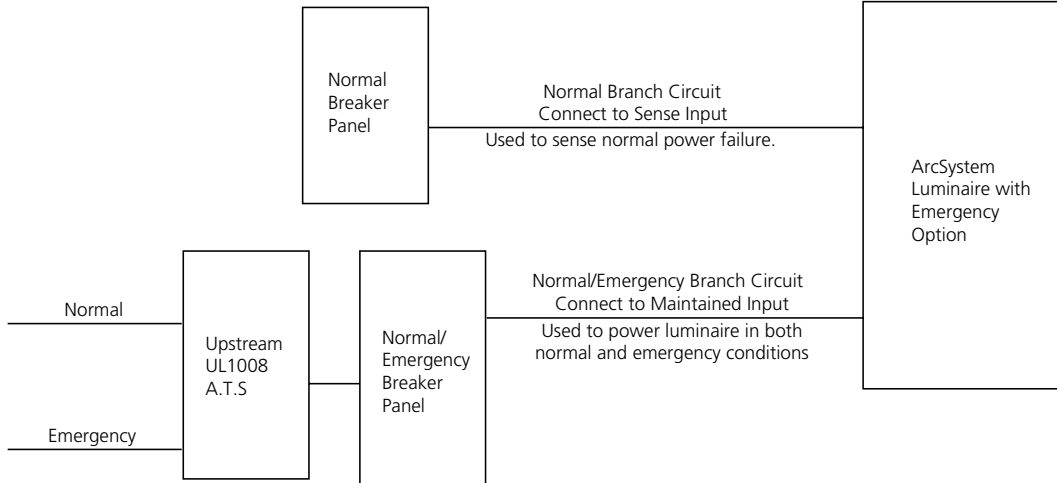 Normal
Breaker
Panel
Normal Branch Circuit
Connect to Sense Input
Used to sense normal power failure.
ArcSystem
Luminaire with
Emergency
Option
Normal
Emergency
Upstream
UL1008
A.T.S
Normal/
Emergency
Breaker
Panel
Normal/Emergency Branch Circuit
Connect to Maintained Input
Used to power luminaire in both
normal and emergency conditions